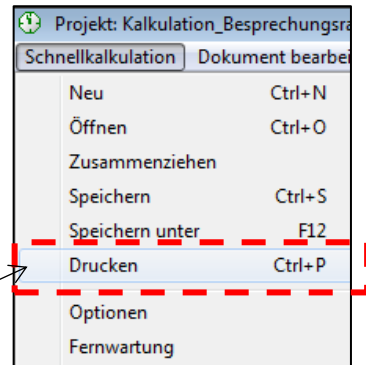 Projekt: Kalkulation_Besprechungsra
Schnellkalkulation Dokument bearbei
Neu Ctrl+N
Öffnen Ctrl+O
Zusammenziehen
Speichern Ctrl+S
Speichern unter F12
Drucken Ctrl+P
Optionen
Fernwartung